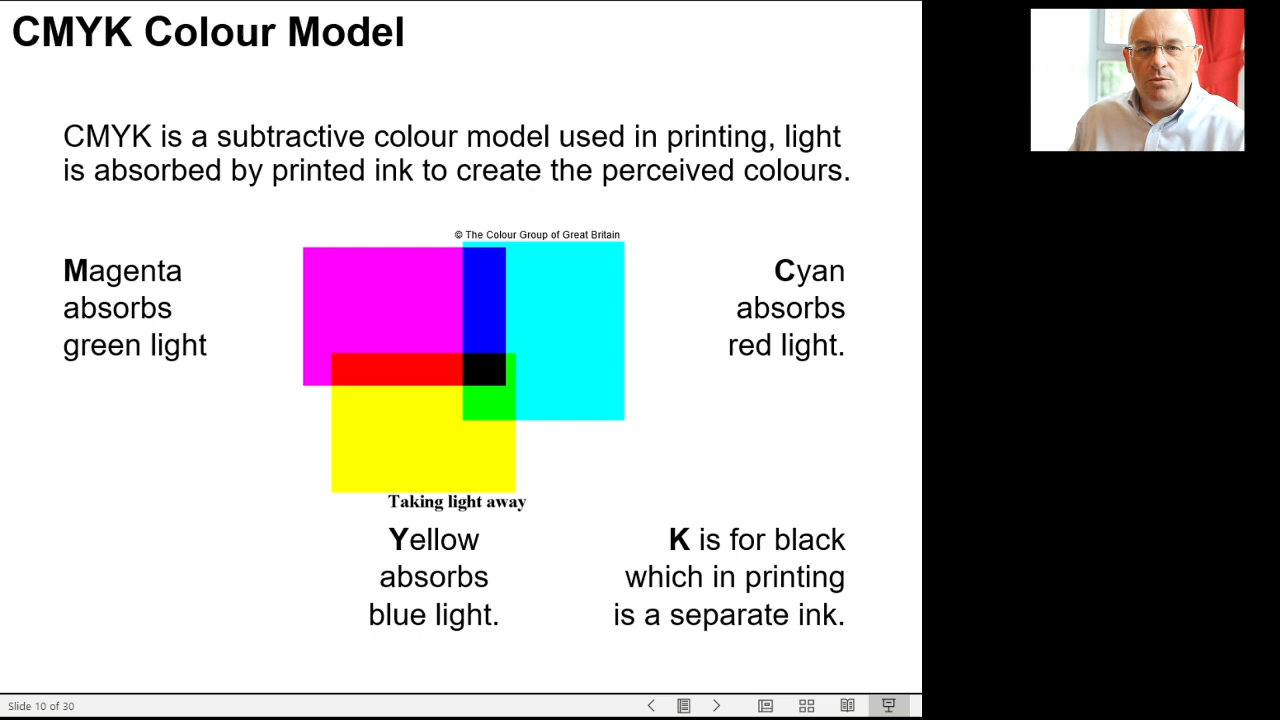 CMYK Colour Model
CMYK is a subtractive colour model used in printing, light
is absorbed by printed ink to create the perceived colours.
© The Colour Group of Great Britain
Magenta
absorbs
green light
Cyan
absorbs
red light.
Taking light away
Yellow
absorbs
blue light.
K is for black
which in printing
is a separate ink.
Slide 10 of 30